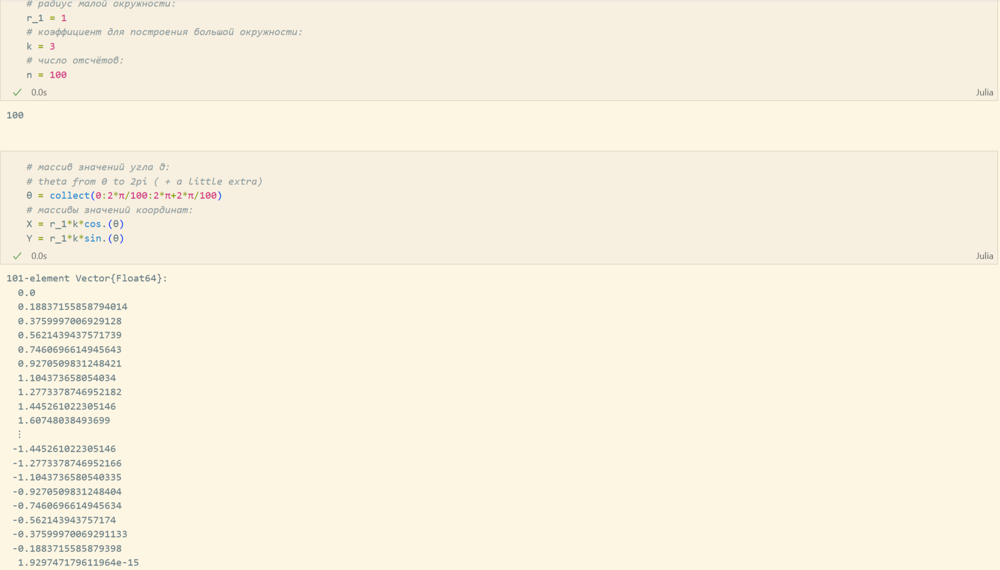 # радиус малой окружности:
r_1 = 1
# коэффициент для построения большой окружности:
k = 3
# число отсчётов:
n = 100
0.0s
Julia
100
# массив значений угла θ:
# theta from 0 to 2pi ( + a little extra)
θ = collect(0:2*π/100:2*π+2*π/100)
# массивы значений координат:
X = r_1*k*cos.(θ)
Y = r_1*k*sin.(θ)
0.0s
Julia
101-element Vector{Float64}:
0.0
0.18837155858794014
0.3759997006929128
0.5621439437571739
0.7460696614945643
0.9270509831248421
1.104373658054034
1.2773378746952182
1.445261022305146
1.60748038493699
⋮
-1.445261022305146
-1.2773378746952166
-1.1043736580540335
-0.9270509831248404
-0.7460696614945634
-0.562143943757174
-0.37599970069291133
-0.1883715585879398
1.929747179611964e-15